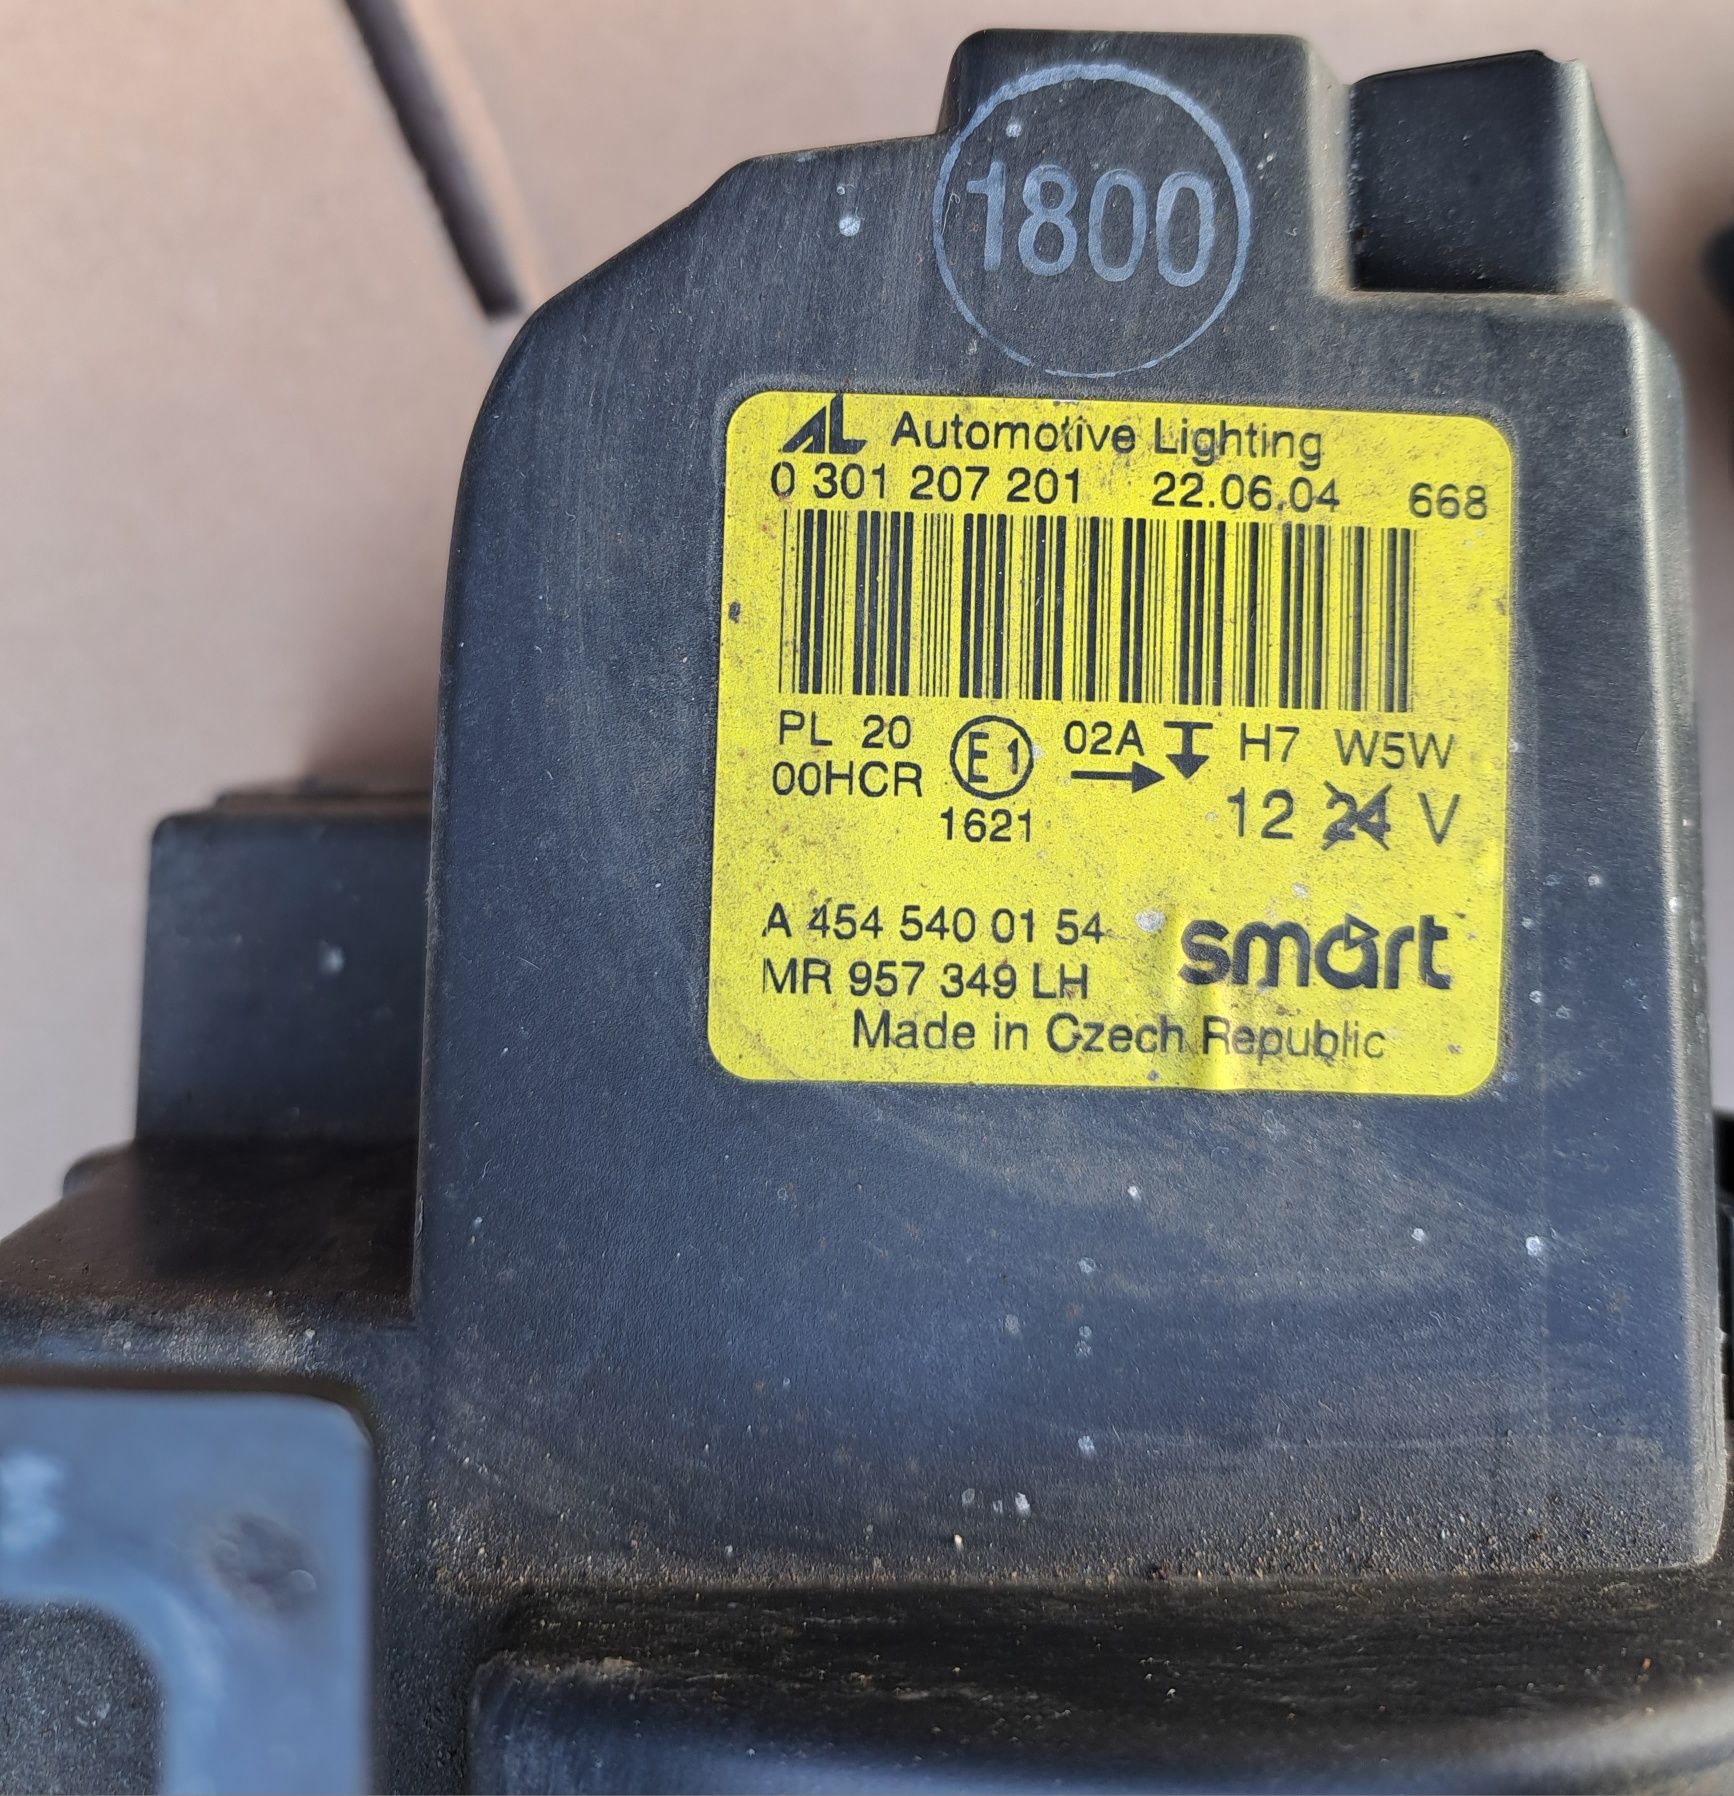 1800
AL Automotive Lighting
0 301 207 201 22.06.04 668
PL 20 E1 02A H7 W5W
00HCR 12 24 V
1621
A 454 540 01 54 smart
MR 957 349 LH
Made in Czech Republic